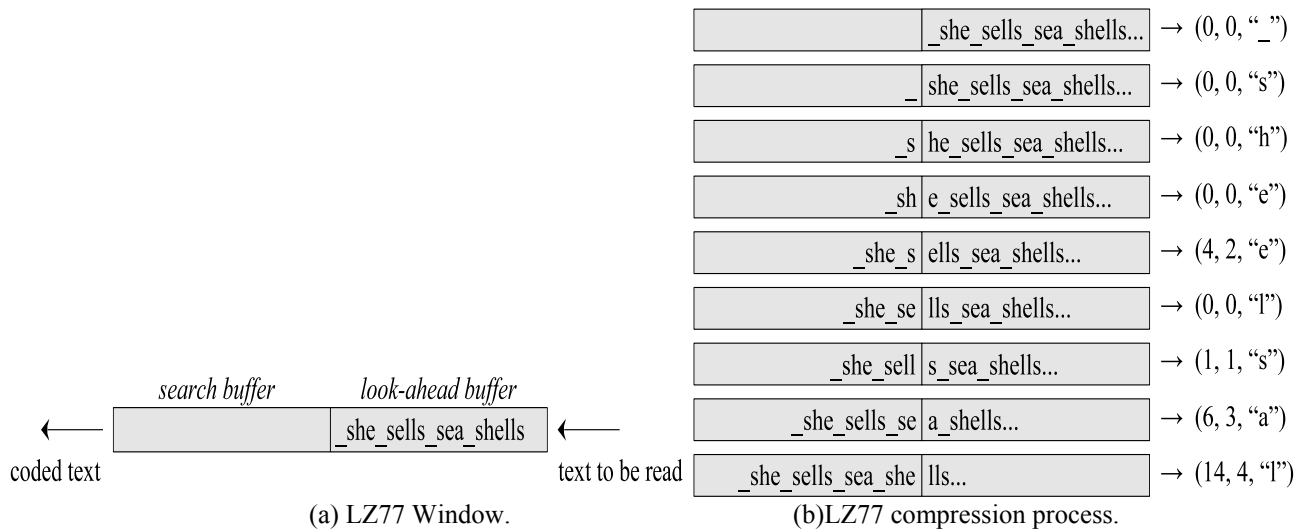 _she_sells_sea_shells... → (0, 0, “_”)
_ she_sells_sea_shells... → (0, 0, “s”)
_s he_sells_sea_shells... → (0, 0, “h”)
_sh e_sells_sea_shells... → (0, 0, “e”)
_she_s ells_sea_shells... → (4, 2, “e”)
_she_se lls_sea_shells... → (0, 0, “l”)
_she_sell s_sea_shells... → (1, 1, “s”)
_she_sells_se a_shells... → (6, 3, “a”)
_she_sells_sea_she lls... → (14, 4, “l”)
search buffer look-ahead buffer
_she_sells_sea_shells
coded text text to be read
(a) LZ77 Window. (b)LZ77 compression process.